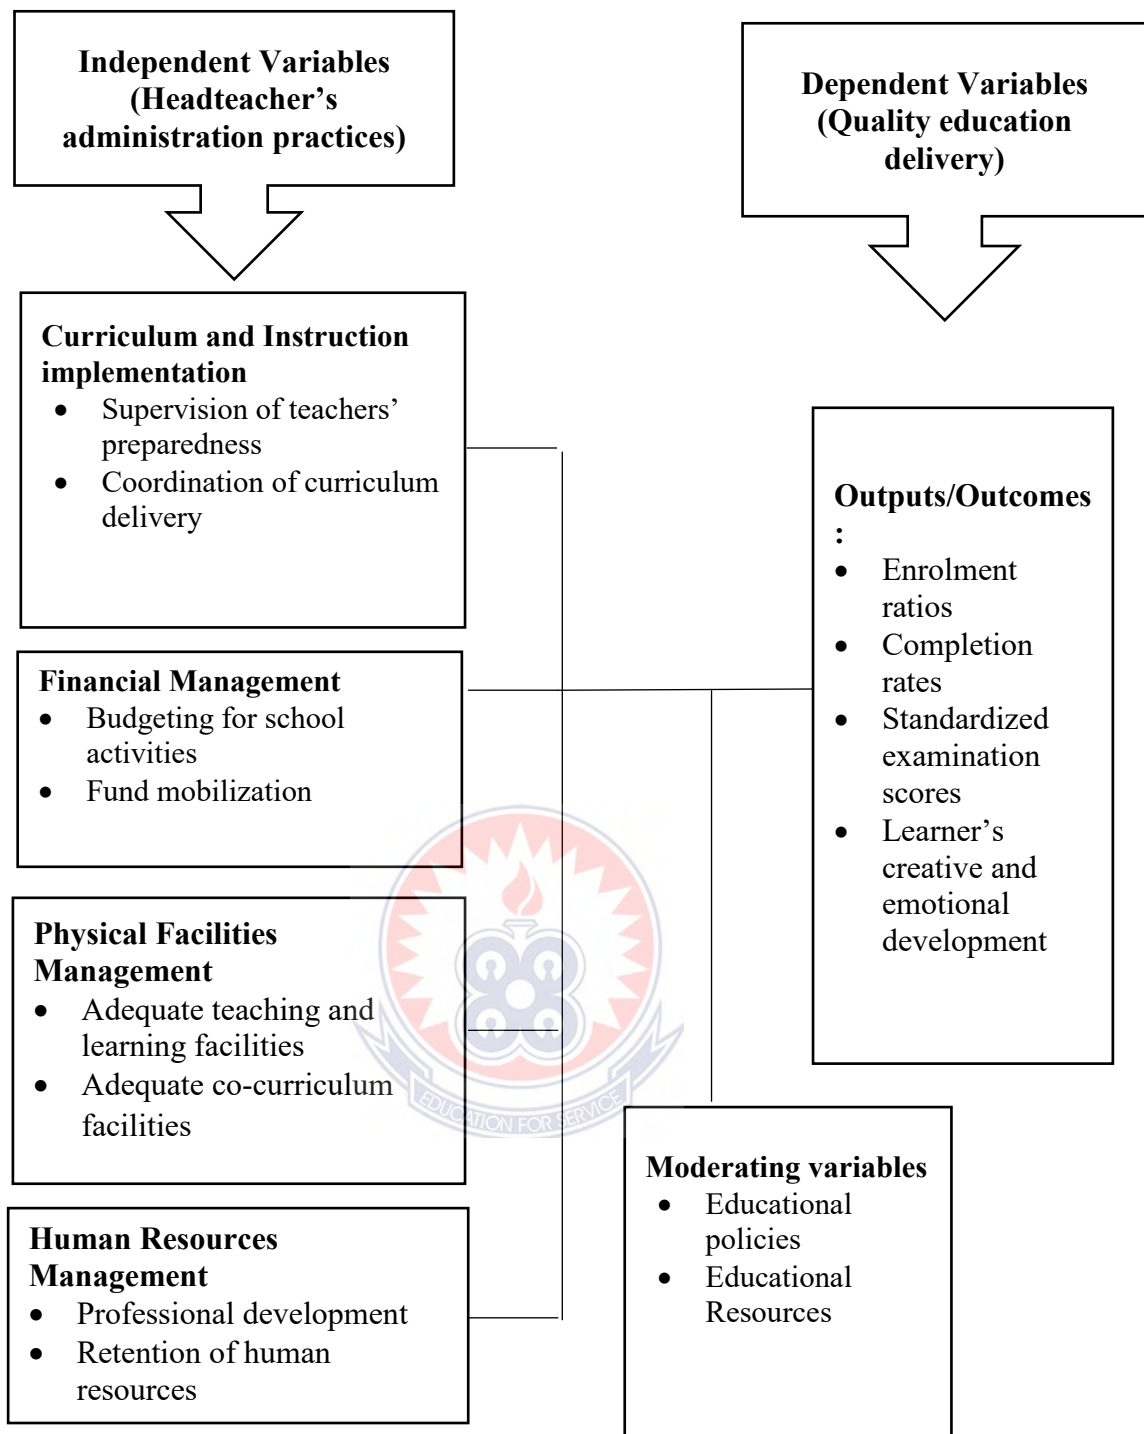 Independent Variables
(Headteacher’s
administration practices)
Dependent Variables
(Quality education
delivery)
Curriculum and Instruction
implementation
• Supervision of teachers’
preparedness
• Coordination of curriculum
delivery
Financial Management
• Budgeting for school
activities
• Fund mobilization
Physical Facilities
Management
• Adequate teaching and
learning facilities
• Adequate co-curriculum
facilities
Human Resources
Management
• Professional development
• Retention of human
resources
Outputs/Outcomes
:
• Enrolment
ratios
• Completion
rates
• Standardized
examination
scores
• Learner’s
creative and
emotional
development
Moderating variables
• Educational
policies
• Educational
Resources
EDUCATION FOR SERVICE